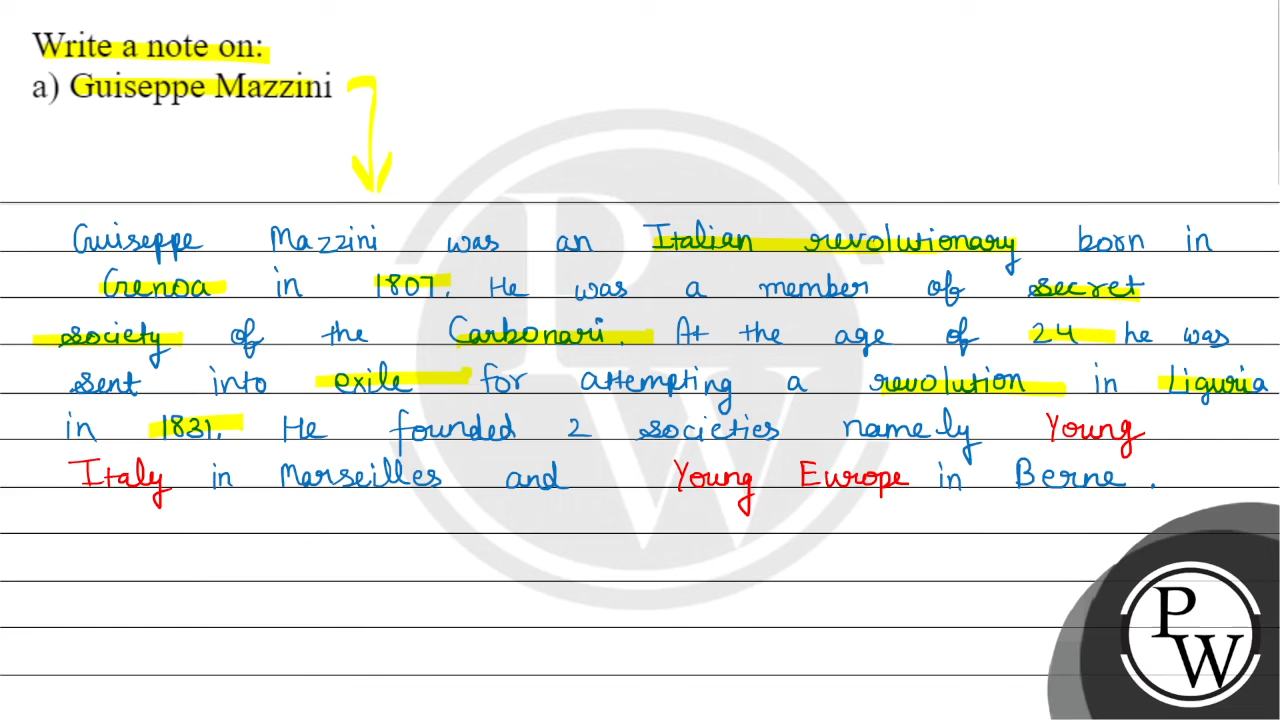 Write a note on:
a) Guiseppe Mazzini
Guiseppe Mazzini was an Italian revolutionary born in
Genoa in 1807. He was a member of secret
society of the Carbonari. At the age of 24 he was
sent into exile for attempting a revolution in Liguria
in 1831. He founded 2 societies namely Young
Italy in Marseilles and Young Europe in Berne.
PW
PW